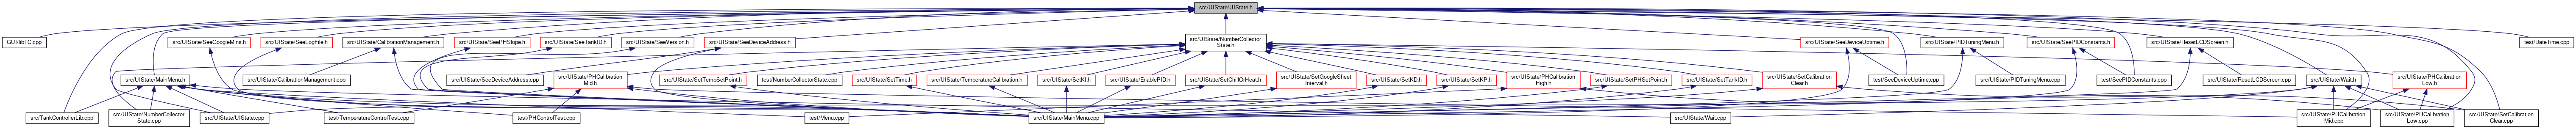 src/UIState/UIState.h
GUI/libTC.cpp
src/UIState/SeeGoogleMins.h
src/UIState/SeeLogFile.h
src/UIState/CalibrationManagement.h
src/UIState/SeePHSlope.h
src/UIState/SeeTankID.h
src/UIState/SeeVersion.h
src/UIState/SeeDeviceAddress.h
src/UIState/NumberCollector
State.h
src/UIState/SeeDeviceUptime.h
src/UIState/PIDTuningMenu.h
src/UIState/SeePIDConstants.h
src/UIState/ResetLCDScreen.h
test/DateTime.cpp
src/UIState/MainMenu.h
src/UIState/CalibrationManagement.cpp
src/UIState/SeeDeviceAddress.cpp
src/UIState/PHCalibration
Mid.h
src/UIState/SetTempSetPoint.h
test/NumberCollectorState.cpp
src/UIState/SetTime.h
src/UIState/TemperatureCalibration.h
src/UIState/SetKI.h
src/UIState/EnablePID.h
src/UIState/SetChillOrHeat.h
src/UIState/SetGoogleSheet
Interval.h
src/UIState/SetKD.h
src/UIState/SetKP.h
src/UIState/PHCalibration
High.h
src/UIState/SetPHSetPoint.h
src/UIState/SetTankID.h
src/UIState/SetCalibration
Clear.h
test/SeeDeviceUptime.cpp
src/UIState/PIDTuningMenu.cpp
test/SeePIDConstants.cpp
src/UIState/ResetLCDScreen.cpp
src/UIState/Wait.h
src/UIState/PHCalibration
Low.h
src/TankControllerLib.cpp
src/UIState/NumberCollector
State.cpp
src/UIState/UIState.cpp
test/TemperatureControlTest.cpp
test/PHControlTest.cpp
test/Menu.cpp
src/UIState/MainMenu.cpp
src/UIState/Wait.cpp
src/UIState/PHCalibration
Mid.cpp
src/UIState/PHCalibration
Low.cpp
src/UIState/SetCalibration
Clear.cpp